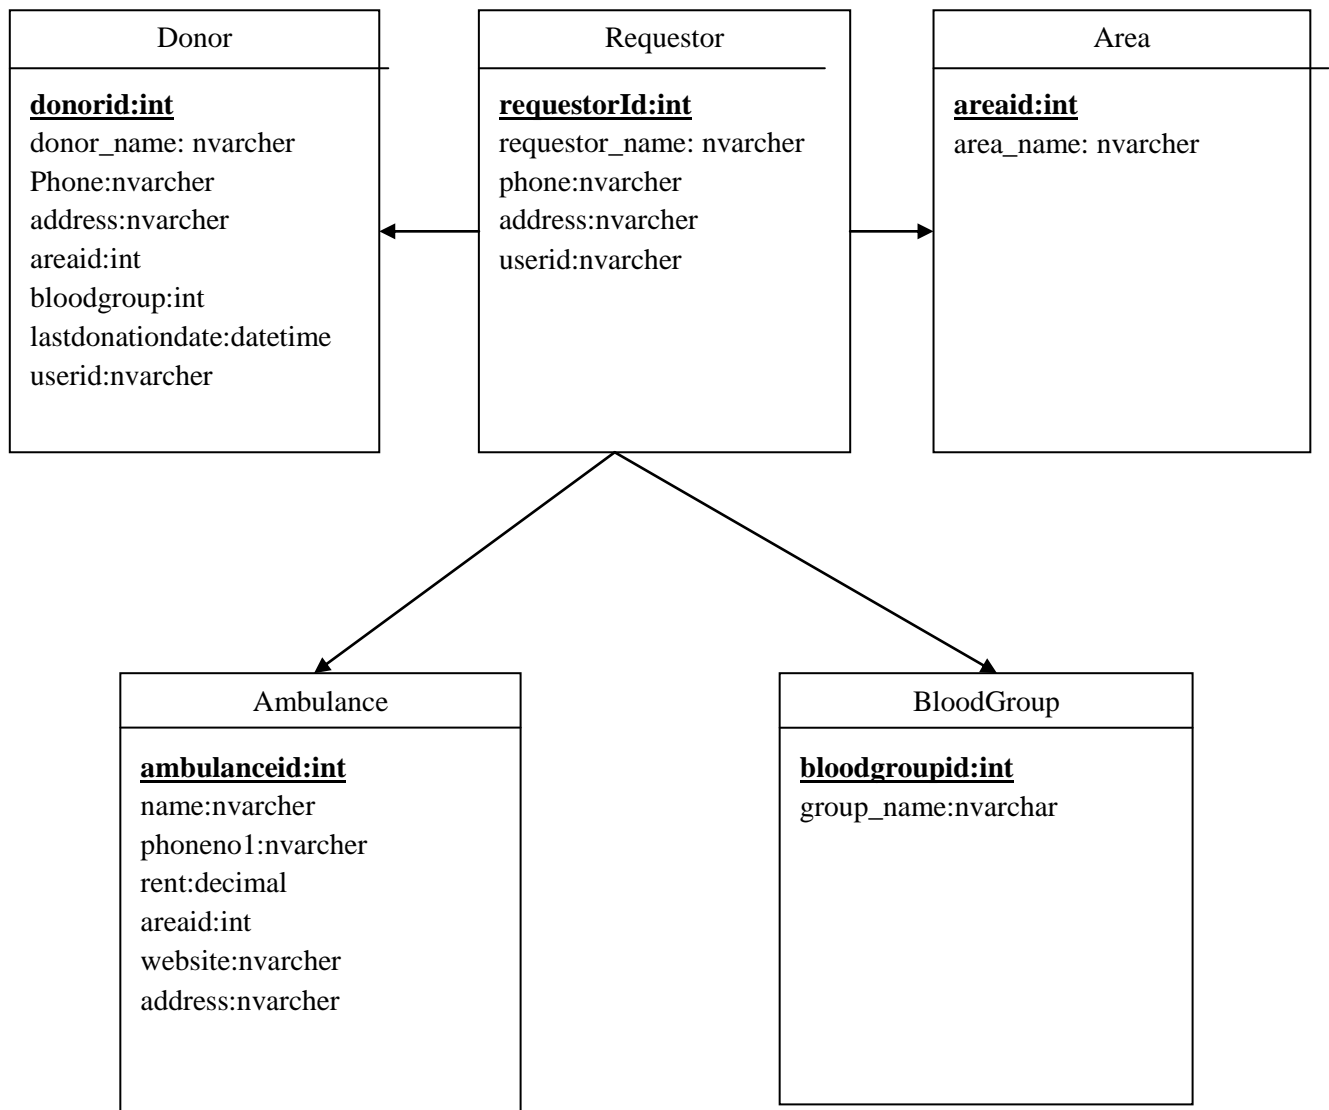 Donor
donorid:int
donor_name: nvarcher
Phone:nvarcher
address:nvarcher
areaid:int
bloodgroup:int
lastdonationdate:datetime
userid:nvarcher
Requestor
requestorId:int
requestor_name: nvarcher
phone:nvarcher
address:nvarcher
userid:nvarcher
Area
areaid:int
area_name: nvarcher
Ambulance
ambulanceid:int
name:nvarcher
phoneno1:nvarcher
rent:decimal
areaid:int
website:nvarcher
address:nvarcher
BloodGroup
bloodgroupid:int
group_name:nvarchar